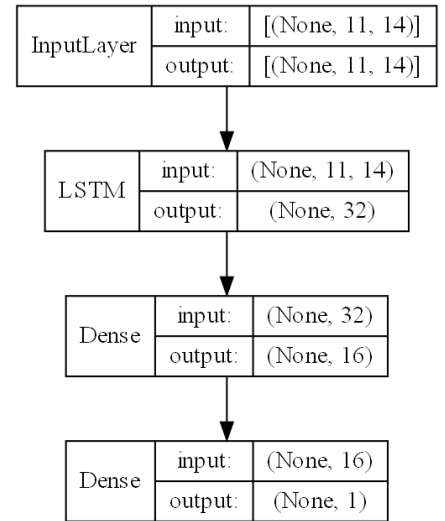 InputLayer input: [(None, 11, 14)]
output: [(None, 11, 14)]
LSTM input: (None, 11, 14)
output: (None, 32)
Dense input: (None, 32)
output: (None, 16)
Dense input: (None, 16)
output: (None, 1)